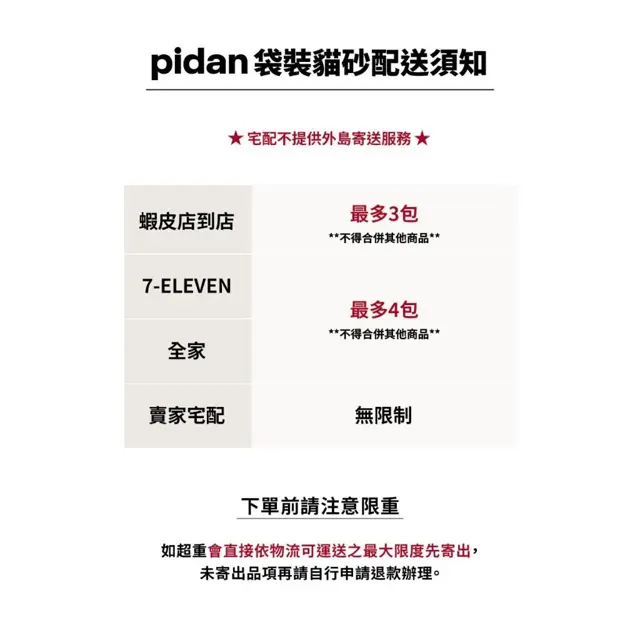 pidan 袋裝貓砂配送須知
★ 宅配不提供外島寄送服務 ★
蝦皮店到店
最多3包
**不得合併其他商品**
7-ELEVEN
全家
最多4包
**不得合併其他商品**
賣家宅配
無限制
下單前請注意限重
如超重會直接依物流可運送之最大限度先寄出，
未寄出品項再請自行申請退款辦理。